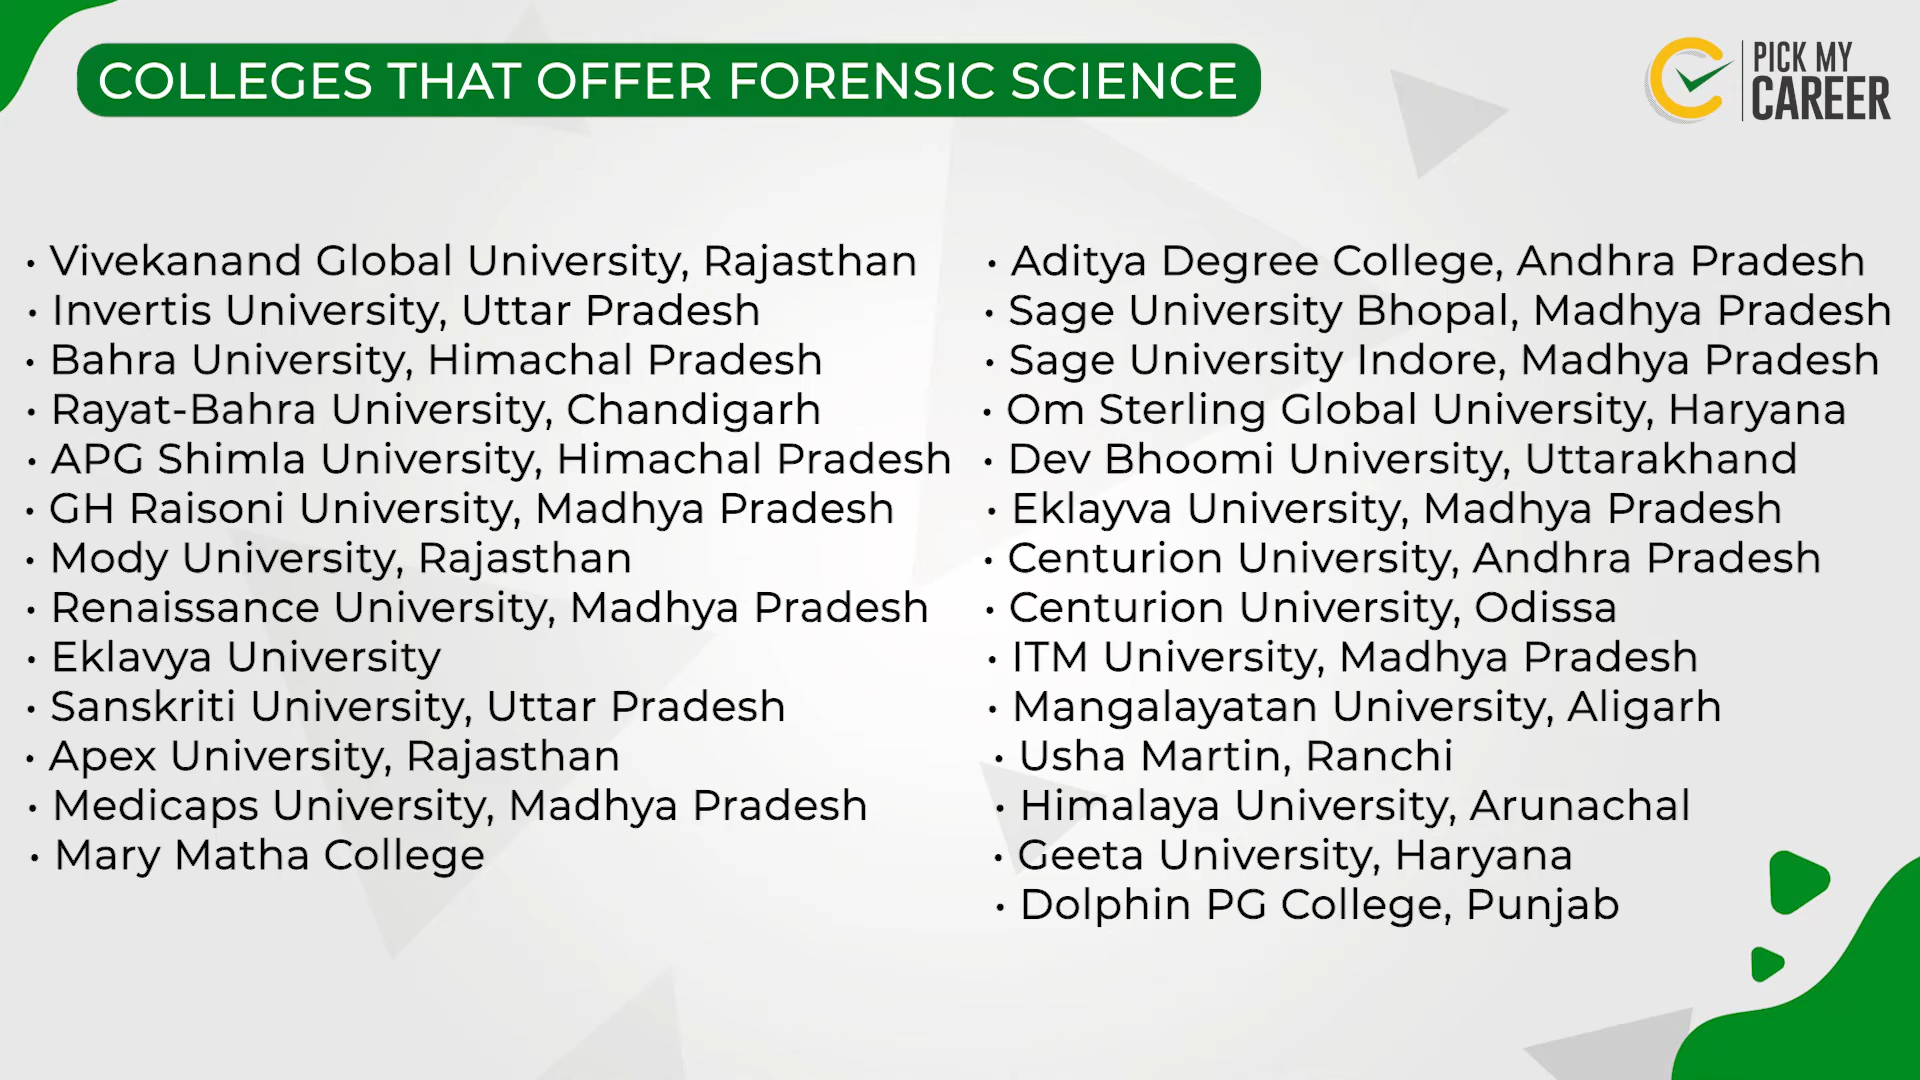 COLLEGES THAT OFFER FORENSIC SCIENCE
PICK MY
CAREER
• Vivekanand Global University, Rajasthan
• Invertis University, Uttar Pradesh
• Bahra University, Himachal Pradesh
• Rayat-Bahra University, Chandigarh
• APG Shimla University, Himachal Pradesh
• GH Raisoni University, Madhya Pradesh
• Mody University, Rajasthan
• Renaissance University, Madhya Pradesh
• Eklavya University
• Sanskriti University, Uttar Pradesh
• Apex University, Rajasthan
• Medicaps University, Madhya Pradesh
• Mary Matha College
• Aditya Degree College, Andhra Pradesh
• Sage University Bhopal, Madhya Pradesh
• Sage University Indore, Madhya Pradesh
• Om Sterling Global University, Haryana
• Dev Bhoomi University, Uttarakhand
• Eklayva University, Madhya Pradesh
• Centurion University, Andhra Pradesh
• Centurion University, Odissa
• ITM University, Madhya Pradesh
• Mangalayatan University, Aligarh
• Usha Martin, Ranchi
• Himalaya University, Arunachal
• Geeta University, Haryana
• Dolphin PG College, Punjab